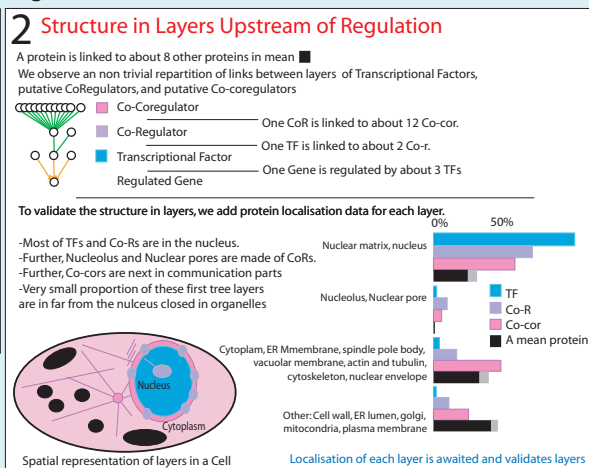 2 Structure in Layers Upstream of Regulation
A protein is linked to about 8 other proteins in mean
We observe an non trivial repartition of links between layers of Transcriptional Factors,
putative CoRegulators, and putative Co-coregulators
Co-Coregulator
One CoR is linked to about 12 Co-cor.
Co-Regulator
One TF is linked to about 2 Co-r.
Transcriptional Factor
One Gene is regulated by about 3 TFs
Regulated Gene
To validate the structure in layers, we add protein localisation data for each layer.
-Most of TFs and Co-Rs are in the nucleus.
-Further, Nucleolus and Nuclear pores are made of CoRs.
-Further, Co-cors are next in communication parts
-Very small proportion of these first tree layers
are in far from the nulceus closed in organelles
0% 50%
Nuclear matrix, nucleus
Nucleolus, Nuclear pore
TF
Co-R
Co-cor
A mean protein
Cytoplam, ER Mmembrane, spindle pole body,
vacuolar membrane, actin and tubulin,
cytoskeleton, nuclear envelope
Other: Cell wall, ER lumen, golgi,
mitocondria, plasma membrane
Nucleus
Cytoplasm
Spatial representation of layers in a Cell
Localisation of each layer is awaited and validates layers